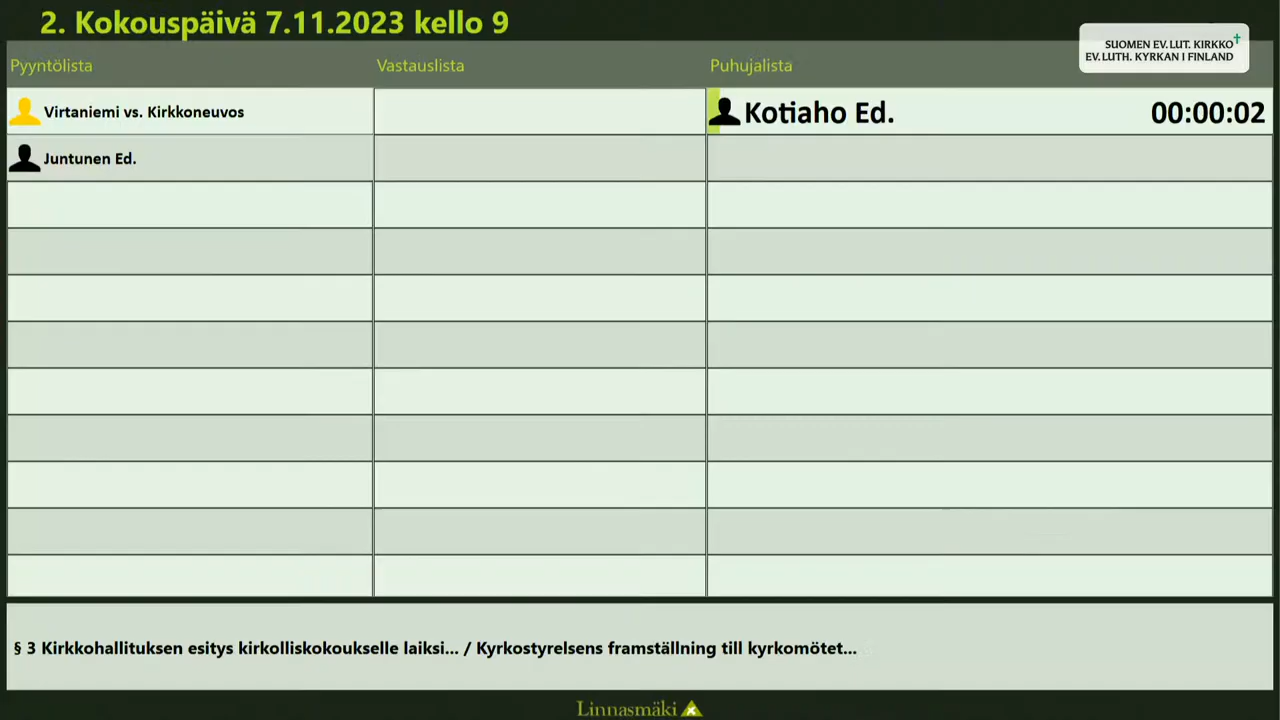 2. Kokouspäivä 7.11.2023 kello 9
SUOMEN EV.LUT. KIRKKO
EV.LUTH. KYRKAN I FINLAND
Pyyntölista
Vastauslista
Puhujalista
Virtaniemi vs. Kirkkoneuvos
Kotiaho Ed.
00:00:02
Juntunen Ed.
§ 3 Kirkkohallituksen esitys kirkolliskokoukselle laiksi... / Kyrkostyrelsens framställning till kyrkomötet...
Linnasmäki